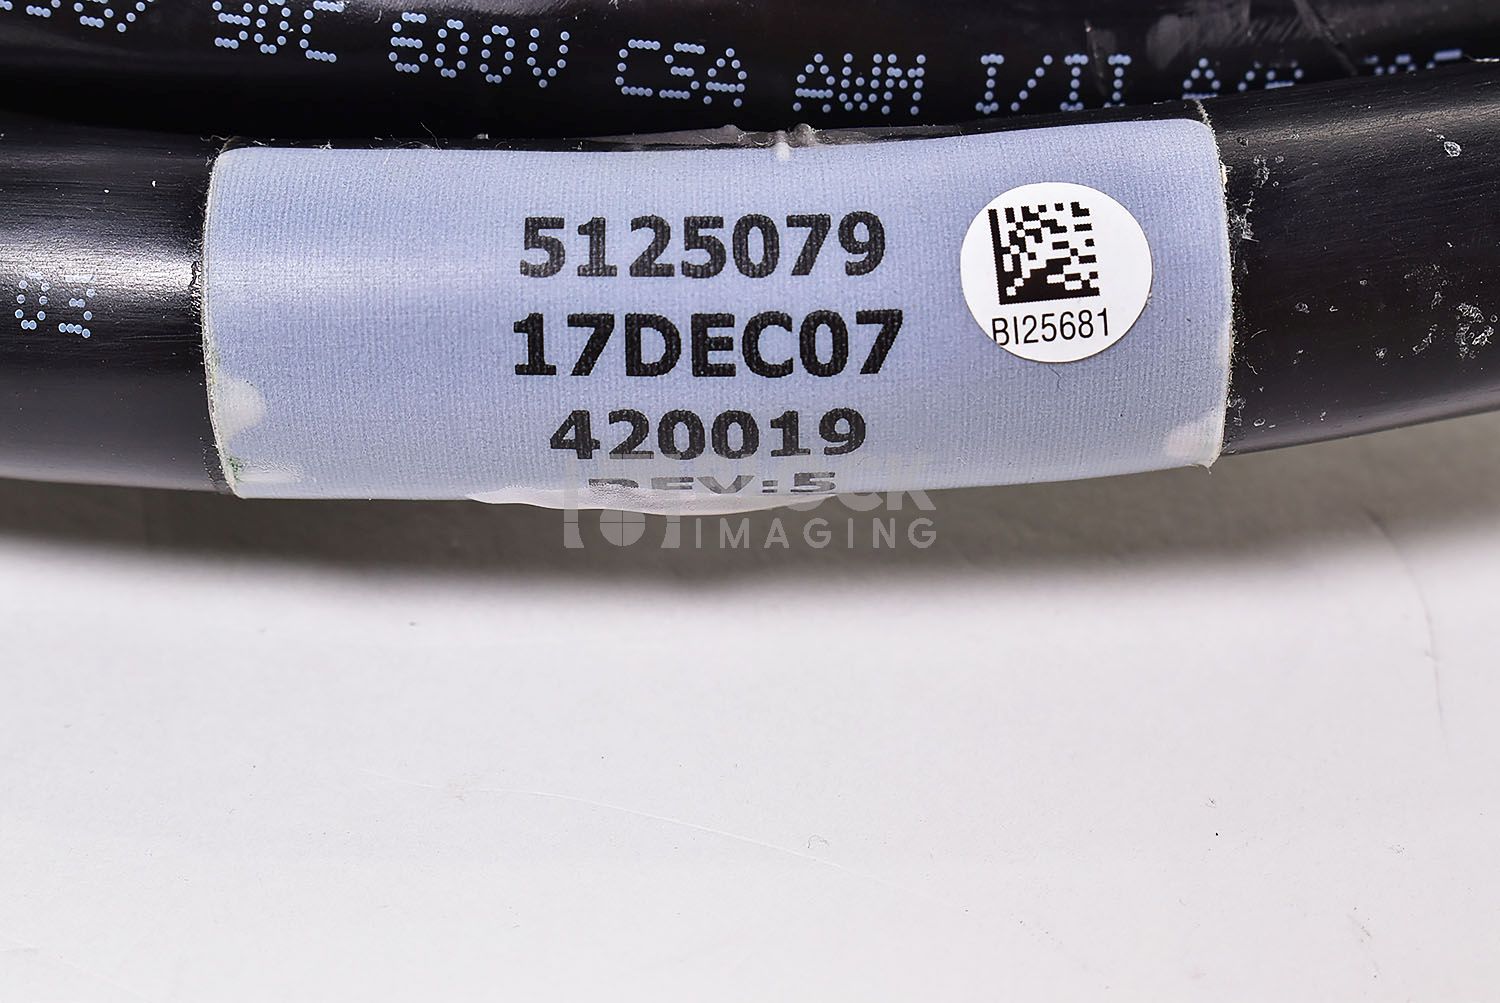 90C 600V CSA AWM I/II A/B
5125079
17DEC07
420019
REV:5
BI25681
IMAGING